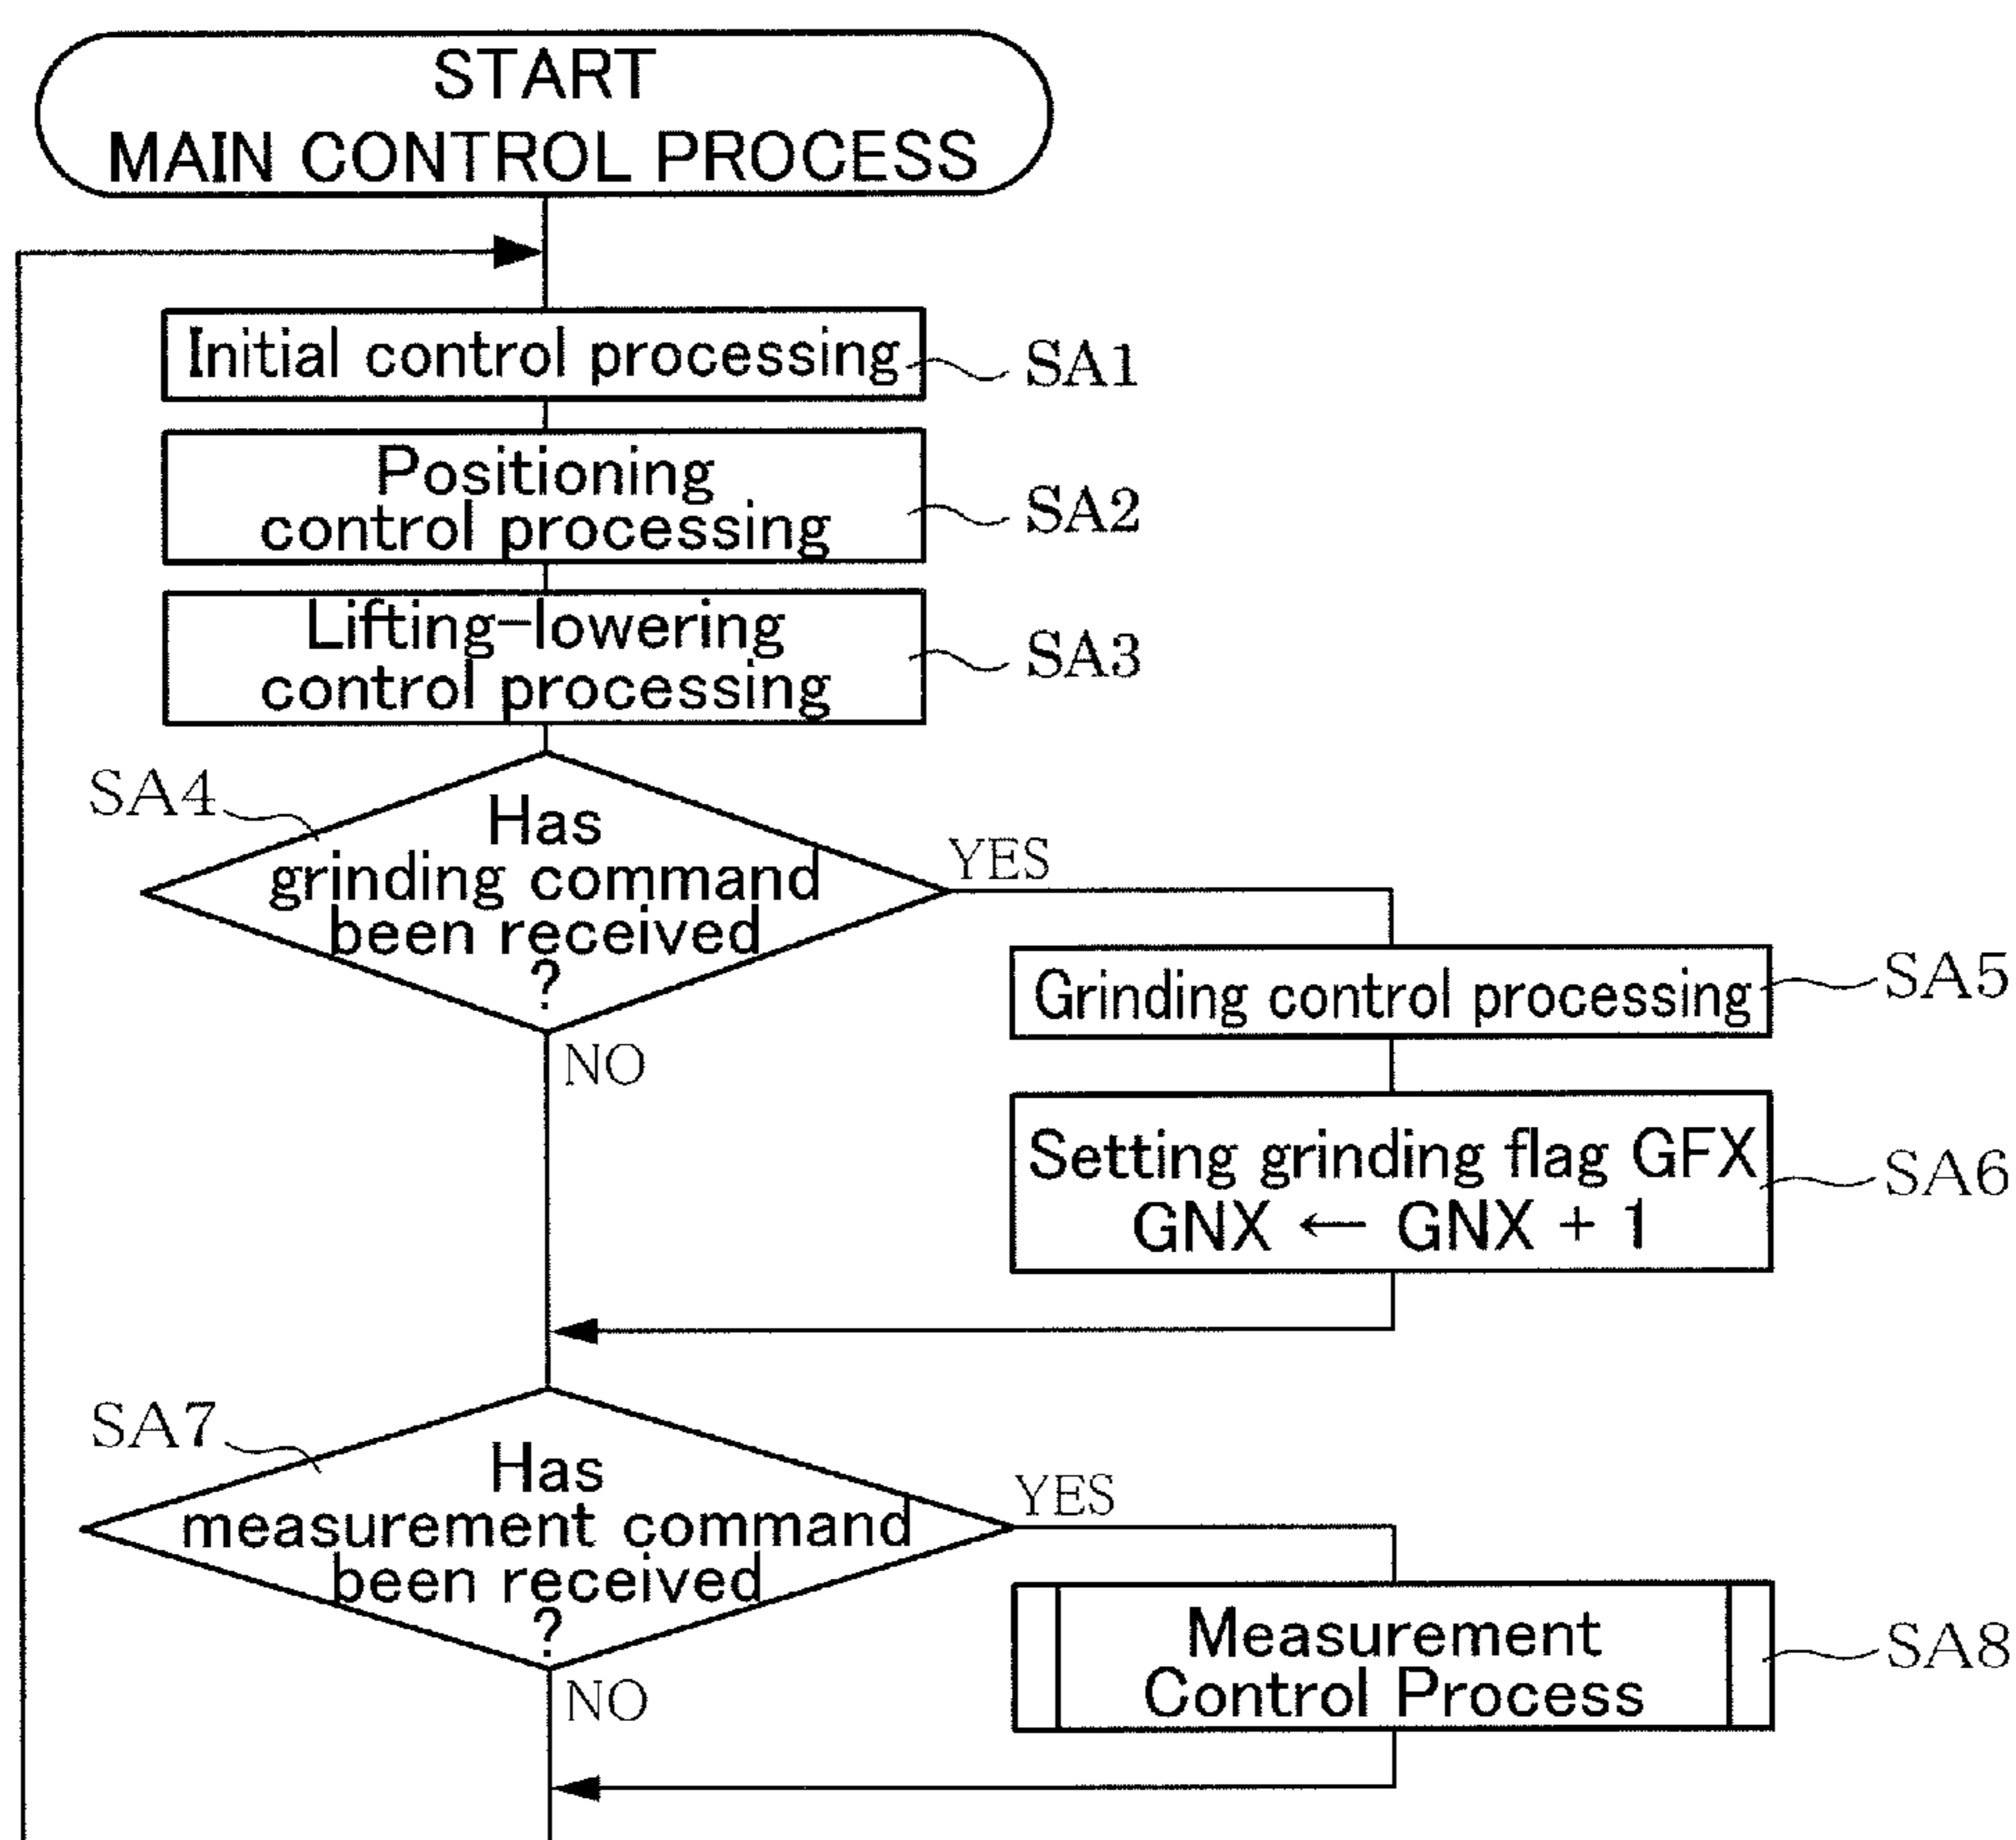 START
MAIN CONTROL PROCESS
Initial control processing
SA1
Positioning
control processing
SA2
Lifting-lowering
control processing
SA3
SA4
Has
grinding command
been received
?
YES
NO
Grinding control processing
SA5
Setting grinding flag GFX
GNX ← GNX + 1
SA6
SA7
Has
measurement command
been received
?
YES
NO
Measurement
Control Process
SA8